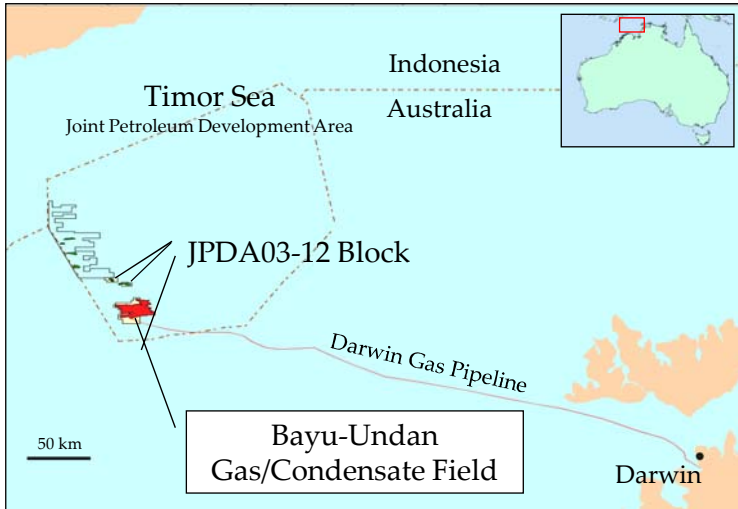 Indonesia
Timor Sea
Australia
Joint Petroleum Development Area
JPDA03-12 Block
Darwin Gas Pipeline
50 km
Bayu-Undan
Gas/Condensate Field
Darwin